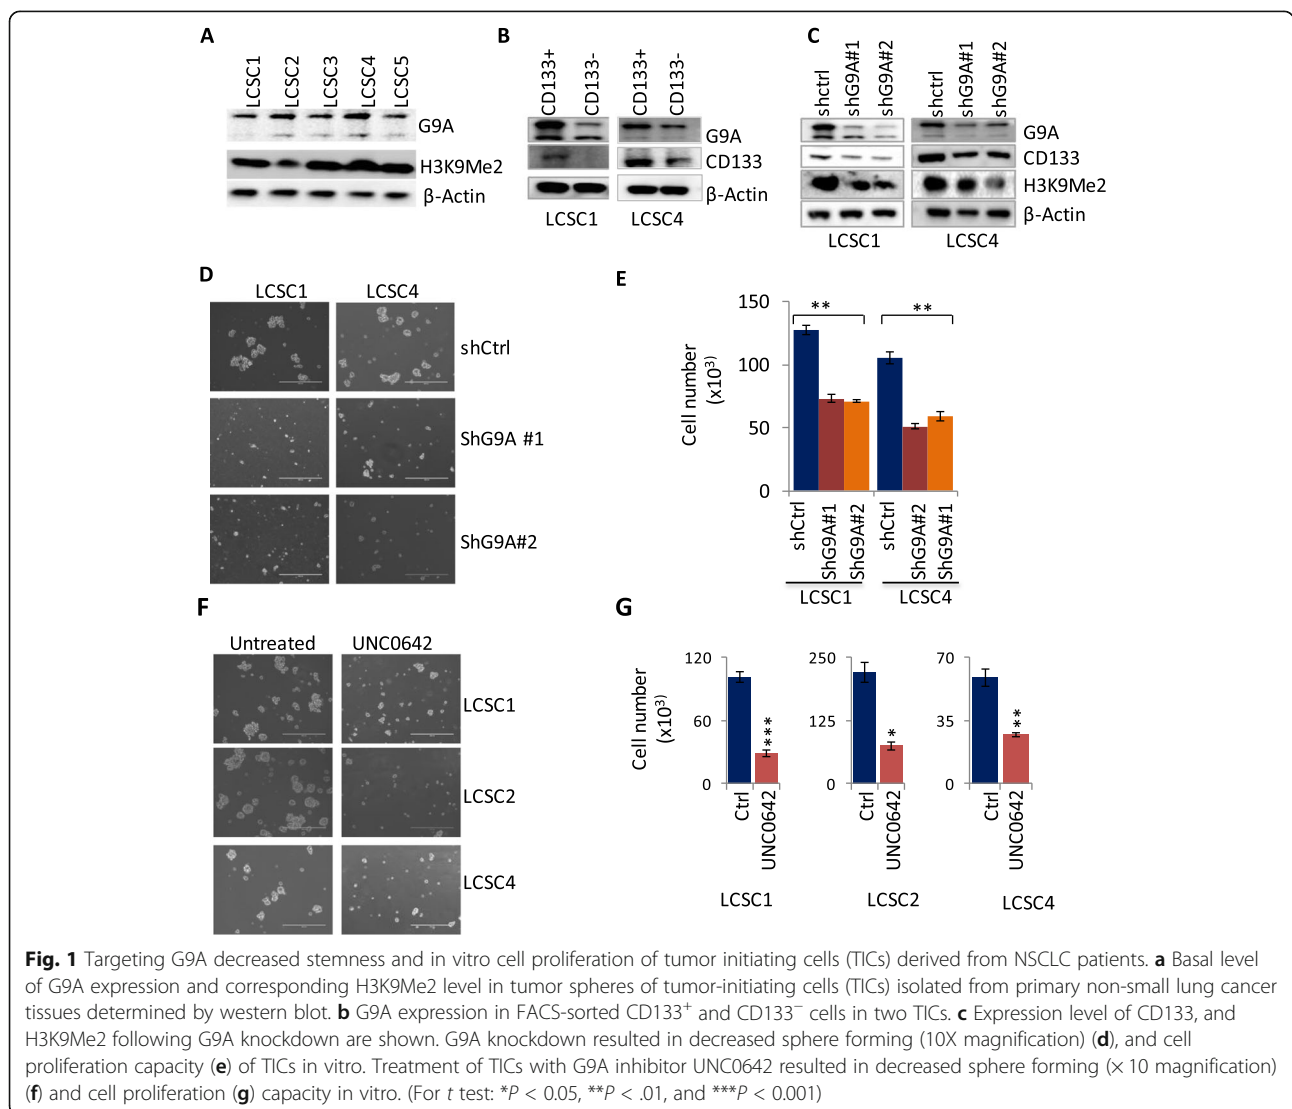 A
LCSC1
LCSC2
LCSC3
LCSC4
LCSC5
G9A
H3K9Me2
β-Actin
B
CD133+
CD133-
CD133+
CD133-
G9A
CD133
β-Actin
LCSC1
LCSC4
C
shctrl
shG9A#1
shG9A#2
shctrl
shG9A#1
shG9A#2
G9A
CD133
H3K9Me2
β-Actin
LCSC1
LCSC4
D
LCSC1
LCSC4
shCtrl
ShG9A #1
ShG9A#2
E
Cell number
(x10³)
150
100
50
0
**
**
shCtrl
ShG9A#1
ShG9A#2
shCtrl
ShG9A#2
ShG9A#1
LCSC1
LCSC4
F
Untreated
UNC0642
LCSC1
LCSC2
LCSC4
G
Cell number
(x10³)
120
60
0
***
Ctrl
UNC0642
LCSC1
250
125
0
*
Ctrl
UNC0642
LCSC2
70
35
0
**
Ctrl
UNC0642
LCSC4
Fig. 1 Targeting G9A decreased stemness and in vitro cell proliferation of tumor initiating cells (TICs) derived from NSCLC patients. a Basal level
of G9A expression and corresponding H3K9Me2 level in tumor spheres of tumor-initiating cells (TICs) isolated from primary non-small lung cancer
tissues determined by western blot. b G9A expression in FACS-sorted CD133⁺ and CD133⁻ cells in two TICs. c Expression level of CD133, and
H3K9Me2 following G9A knockdown are shown. G9A knockdown resulted in decreased sphere forming (10X magnification) (d), and cell
proliferation capacity (e) of TICs in vitro. Treatment of TICs with G9A inhibitor UNC0642 resulted in decreased sphere forming (× 10 magnification)
(f) and cell proliferation (g) capacity in vitro. (For t test: *P < 0.05, **P < .01, and ***P < 0.001)